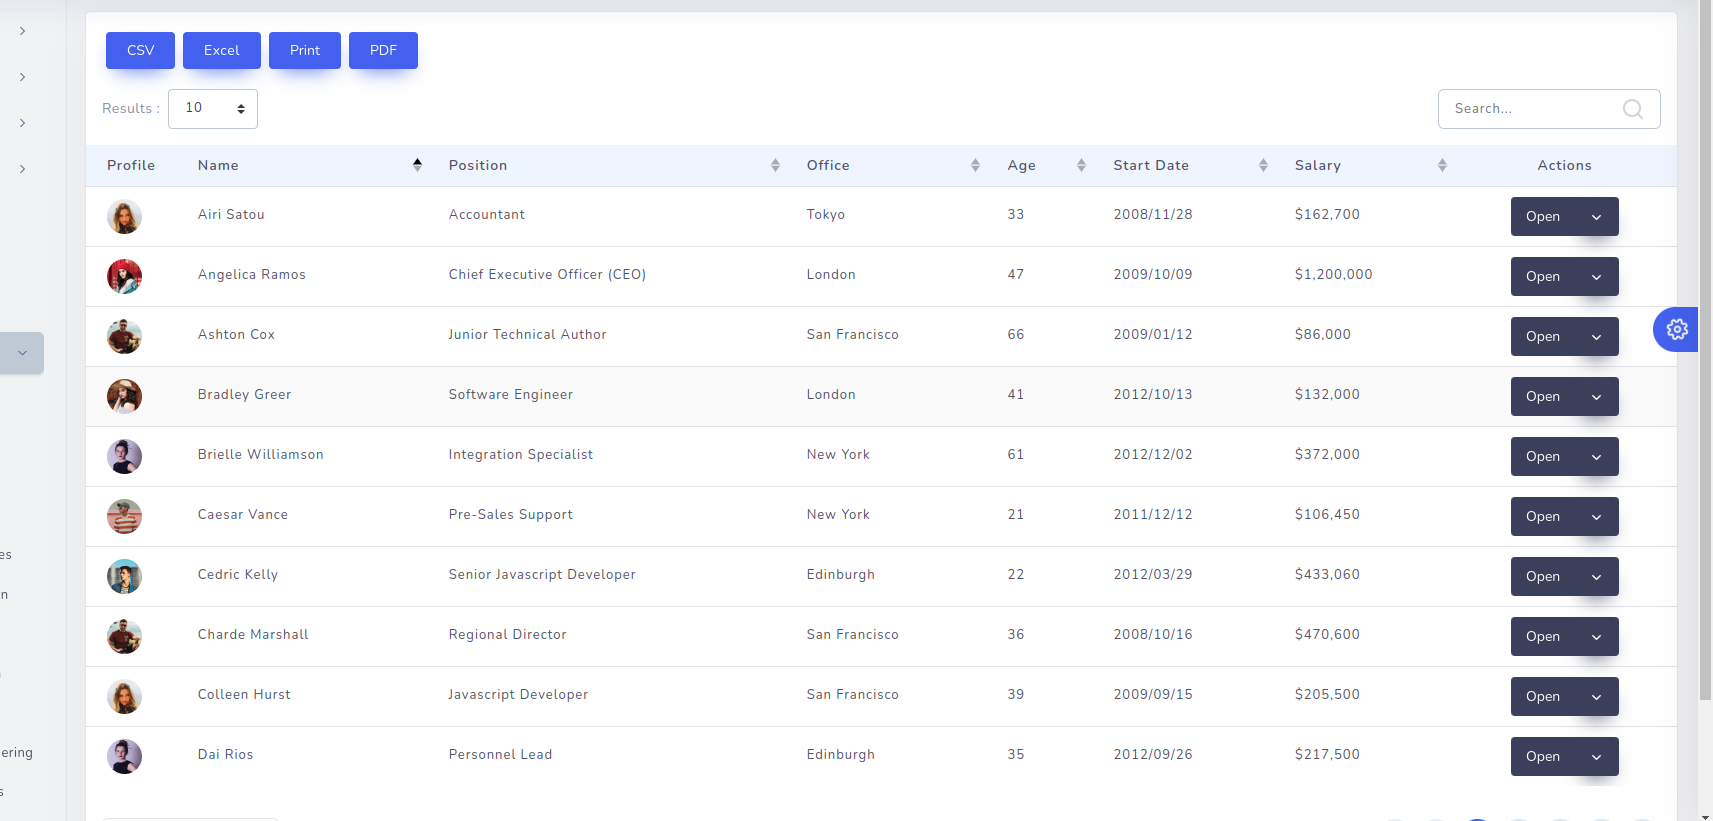 CSV Excel Print PDF
Results : 10 Search...
Profile Name Position Office Age Start Date Salary Actions
Airi Satou Accountant Tokyo 33 2008/11/28 $162,700 Open
Angelica Ramos Chief Executive Officer (CEO) London 47 2009/10/09 $1,200,000 Open
Ashton Cox Junior Technical Author San Francisco 66 2009/01/12 $86,000 Open
Bradley Greer Software Engineer London 41 2012/10/13 $132,000 Open
Brielle Williamson Integration Specialist New York 61 2012/12/02 $372,000 Open
Caesar Vance Pre-Sales Support New York 21 2011/12/12 $106,450 Open
es
Cedric Kelly Senior Javascript Developer Edinburgh 22 2012/03/29 $433,060 Open
n
Charde Marshall Regional Director San Francisco 36 2008/10/16 $470,600 Open
Colleen Hurst Javascript Developer San Francisco 39 2009/09/15 $205,500 Open
ering
Dai Rios Personnel Lead Edinburgh 35 2012/09/26 $217,500 Open
s